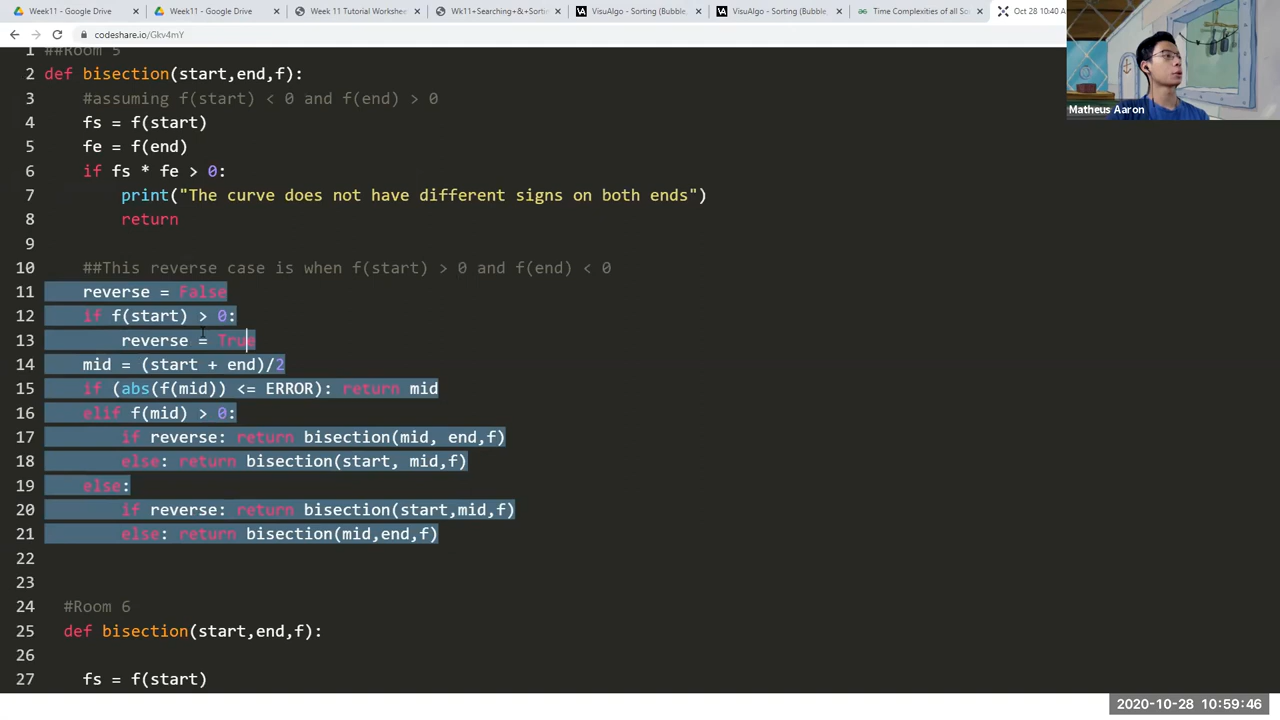 Week11 - Google Drive
Week11 - Google Drive
Week 11 Tutorial Workshee
Wk11+Searching+&+Sortin
VisuAlgo - Sorting (Bubble,
VisuAlgo - Sorting (Bubble,
Time Complexities of all So
Oct 28 10:40
codeshare.io/Gkv4mY
Matheus Aaron
1 ##Room 5
2 def bisection(start,end,f):
3 #assuming f(start) < 0 and f(end) > 0
4 fs = f(start)
5 fe = f(end)
6 if fs * fe > 0:
7 print("The curve does not have different signs on both ends")
8 return
9
10 ##This reverse case is when f(start) > 0 and f(end) < 0
11 reverse = False
12 if f(start) > 0:
13 reverse = True
14 mid = (start + end)/2
15 if (abs(f(mid)) <= ERROR): return mid
16 elif f(mid) > 0:
17 if reverse: return bisection(mid, end,f)
18 else: return bisection(start, mid,f)
19 else:
20 if reverse: return bisection(start,mid,f)
21 else: return bisection(mid,end,f)
22
23
24 #Room 6
25 def bisection(start,end,f):
26
27 fs = f(start)
2020-10-28 10:59:46